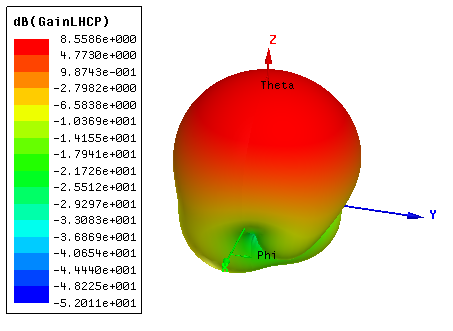 dB(GainLHCP)
8.5586e+000
4.7730e+000
9.8743e-001
-2.7982e+000
-6.5838e+000
-1.0369e+001
-1.4155e+001
-1.7941e+001
-2.1726e+001
-2.5512e+001
-2.9297e+001
-3.3083e+001
-3.6869e+001
-4.0654e+001
-4.4440e+001
-4.8225e+001
-5.2011e+001
Z
Theta
Y
Phi